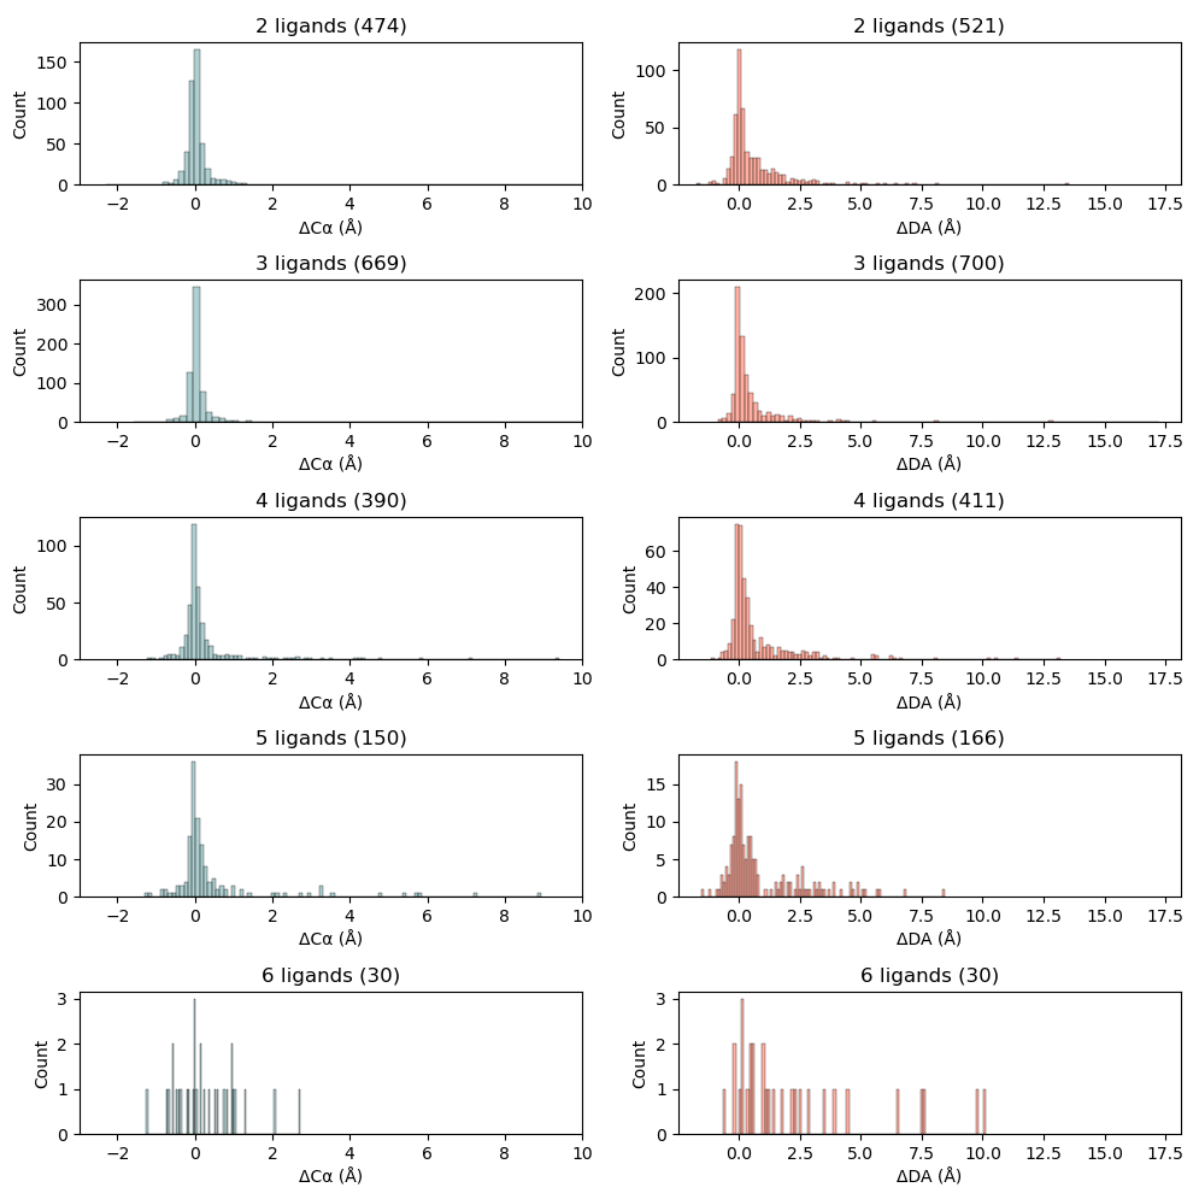 2 ligands (474)
150
100
50
0
Count
−2 0 2 4 6 8 10
ΔCα (Å)
2 ligands (521)
100
50
0
Count
0.0 2.5 5.0 7.5 10.0 12.5 15.0 17.5
ΔDA (Å)
3 ligands (669)
300
200
100
0
Count
−2 0 2 4 6 8 10
ΔCα (Å)
3 ligands (700)
200
100
0
Count
0.0 2.5 5.0 7.5 10.0 12.5 15.0 17.5
ΔDA (Å)
4 ligands (390)
100
50
0
Count
−2 0 2 4 6 8 10
ΔCα (Å)
4 ligands (411)
60
40
20
0
Count
0.0 2.5 5.0 7.5 10.0 12.5 15.0 17.5
ΔDA (Å)
5 ligands (150)
30
20
10
0
Count
−2 0 2 4 6 8 10
ΔCα (Å)
5 ligands (166)
15
10
5
0
Count
0.0 2.5 5.0 7.5 10.0 12.5 15.0 17.5
ΔDA (Å)
6 ligands (30)
3
2
1
0
Count
−2 0 2 4 6 8 10
ΔCα (Å)
6 ligands (30)
3
2
1
0
Count
0.0 2.5 5.0 7.5 10.0 12.5 15.0 17.5
ΔDA (Å)